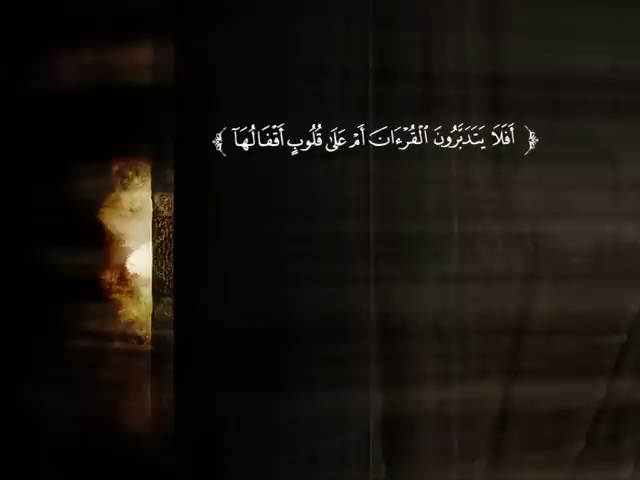 ﴿ أَفَلَا يَتَدَبَّرُونَ ٱلْقُرْءَانَ أَمْ عَلَىٰ قُلُوبٍ أَقْفَالُهَآ ﴾